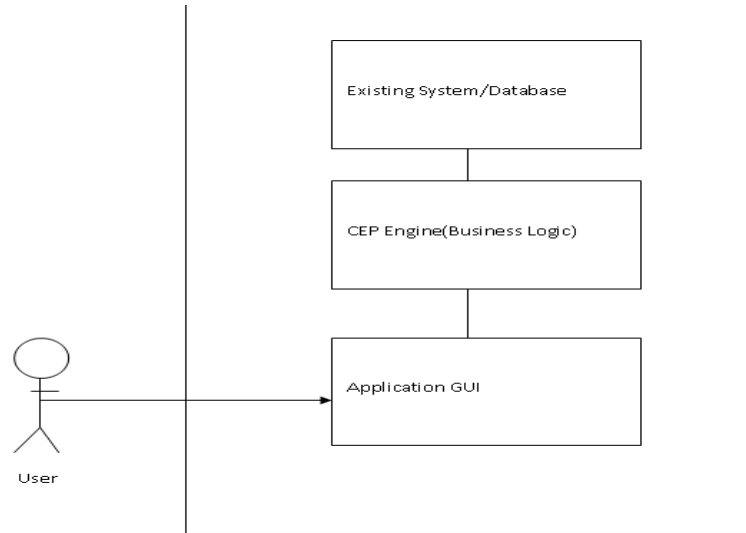 Existing System/Database
CEP Engine(Business Logic)
Application GUI
User